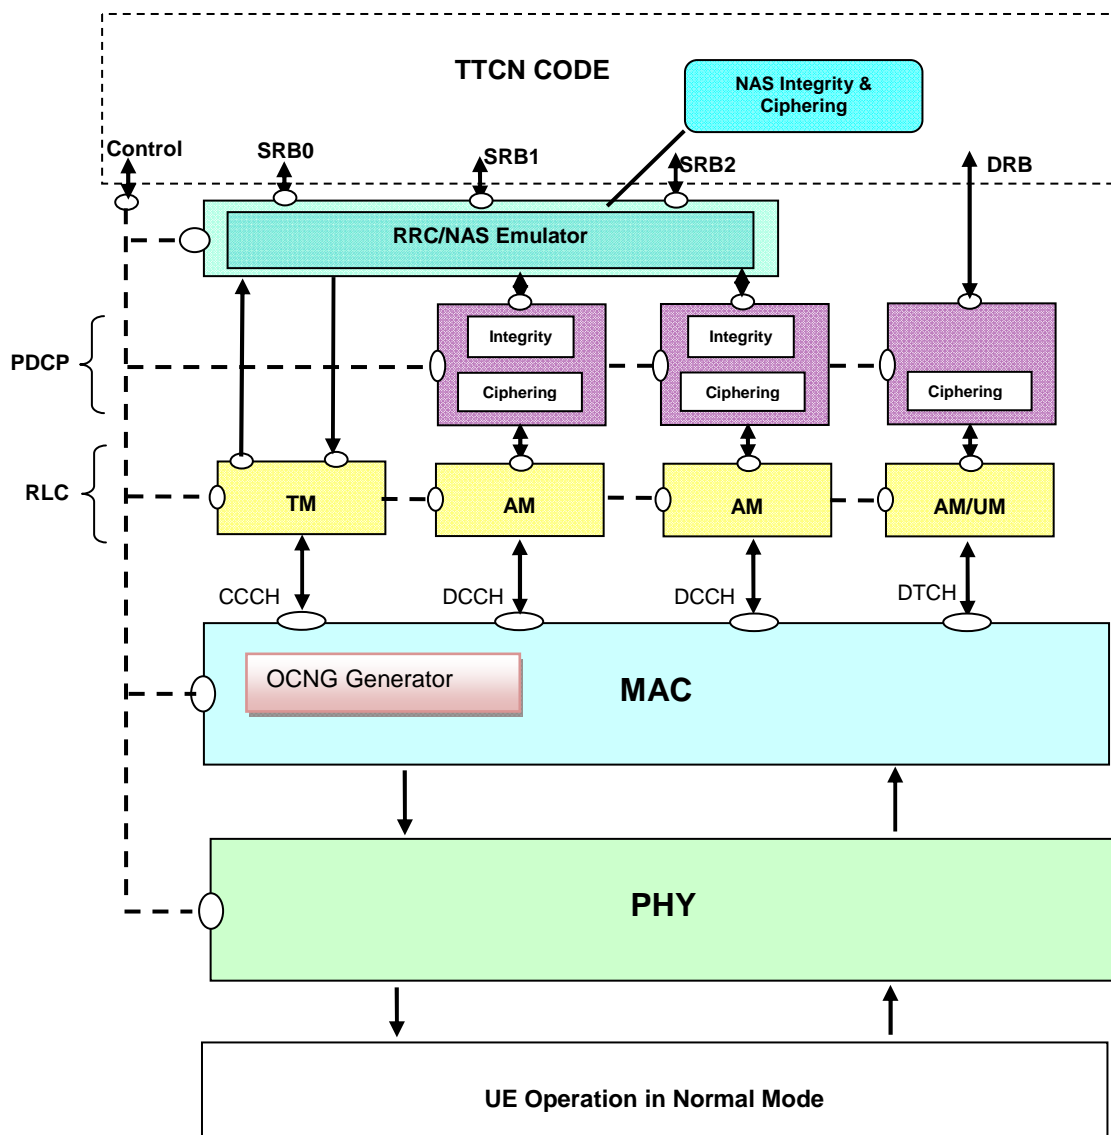 TTCN CODE
NAS Integrity &
Ciphering
Control
SRB0
SRB1
SRB2
DRB
RRC/NAS Emulator
PDCP
Integrity
Integrity
Ciphering
Ciphering
Ciphering
RLC
TM
AM
AM
AM/UM
CCCH
DCCH
DCCH
DTCH
OCNG Generator
MAC
PHY
UE Operation in Normal Mode